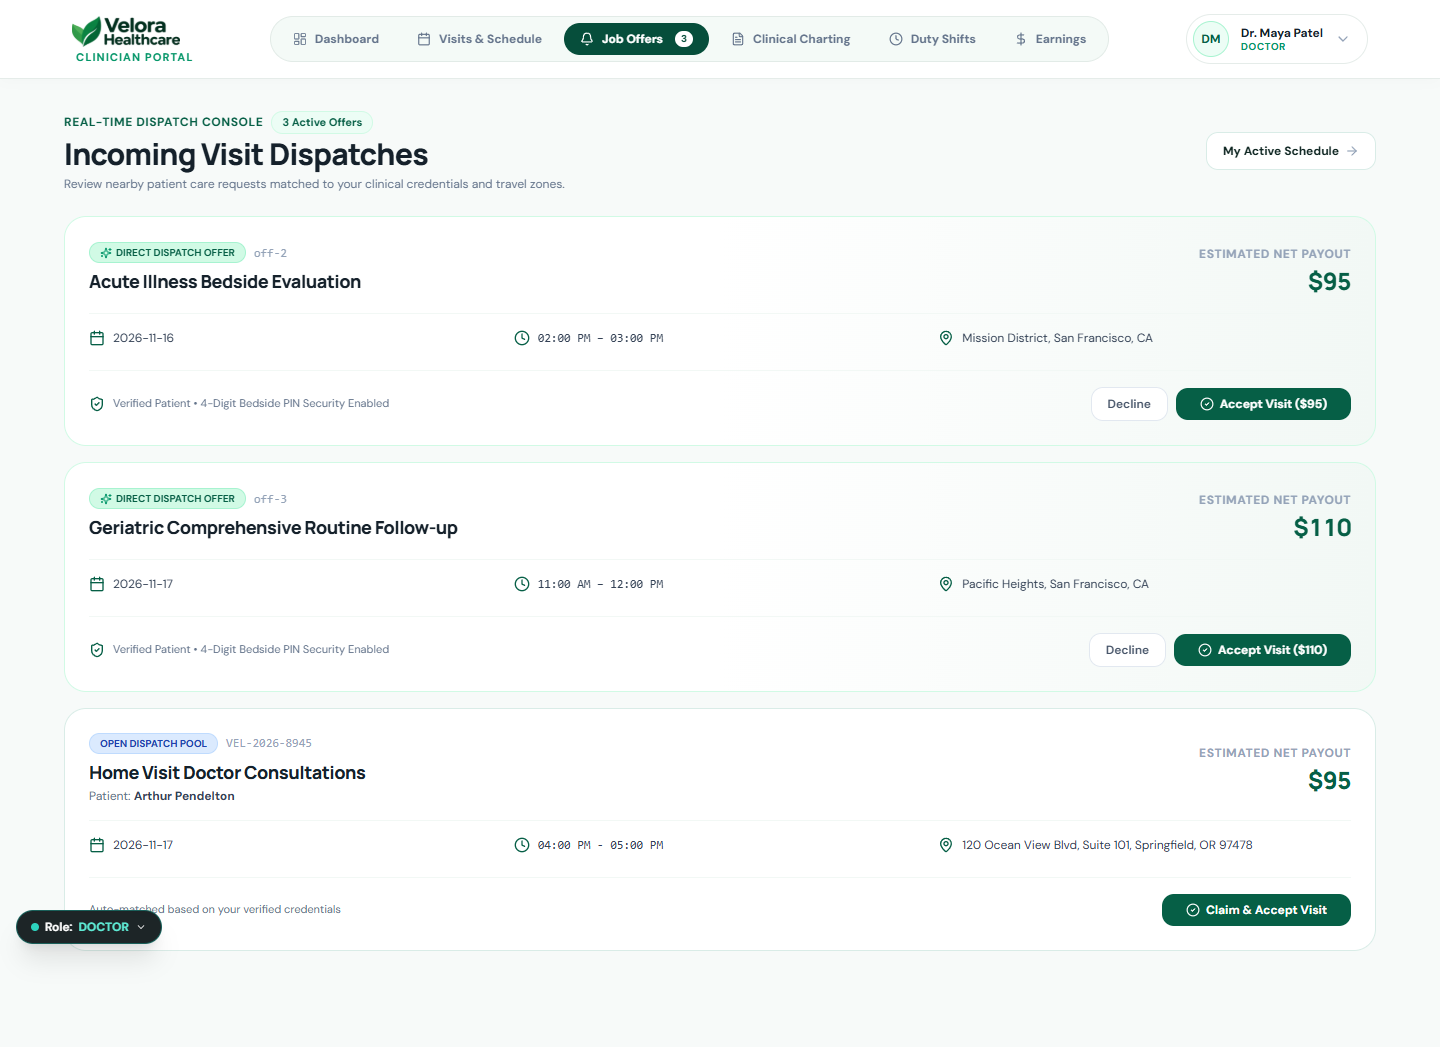 Velora
Healthcare
CLINICIAN PORTAL
Dashboard
Visits & Schedule
Job Offers 3
Clinical Charting
Duty Shifts
Earnings
DM
Dr. Maya Patel
DOCTOR
REAL-TIME DISPATCH CONSOLE 3 Active Offers
Incoming Visit Dispatches
Review nearby patient care requests matched to your clinical credentials and travel zones.
My Active Schedule
DIRECT DISPATCH OFFER off-2
Acute Illness Bedside Evaluation
ESTIMATED NET PAYOUT
$95
2026-11-16
02:00 PM – 03:00 PM
Mission District, San Francisco, CA
Verified Patient • 4-Digit Bedside PIN Security Enabled
Decline
Accept Visit ($95)
DIRECT DISPATCH OFFER off-3
Geriatric Comprehensive Routine Follow-up
ESTIMATED NET PAYOUT
$110
2026-11-17
11:00 AM – 12:00 PM
Pacific Heights, San Francisco, CA
Verified Patient • 4-Digit Bedside PIN Security Enabled
Decline
Accept Visit ($110)
OPEN DISPATCH POOL VEL-2026-8945
Home Visit Doctor Consultations
Patient: Arthur Pendelton
ESTIMATED NET PAYOUT
$95
2026-11-17
04:00 PM - 05:00 PM
120 Ocean View Blvd, Suite 101, Springfield, OR 97478
Auto-matched based on your verified credentials
Claim & Accept Visit
Role: DOCTOR